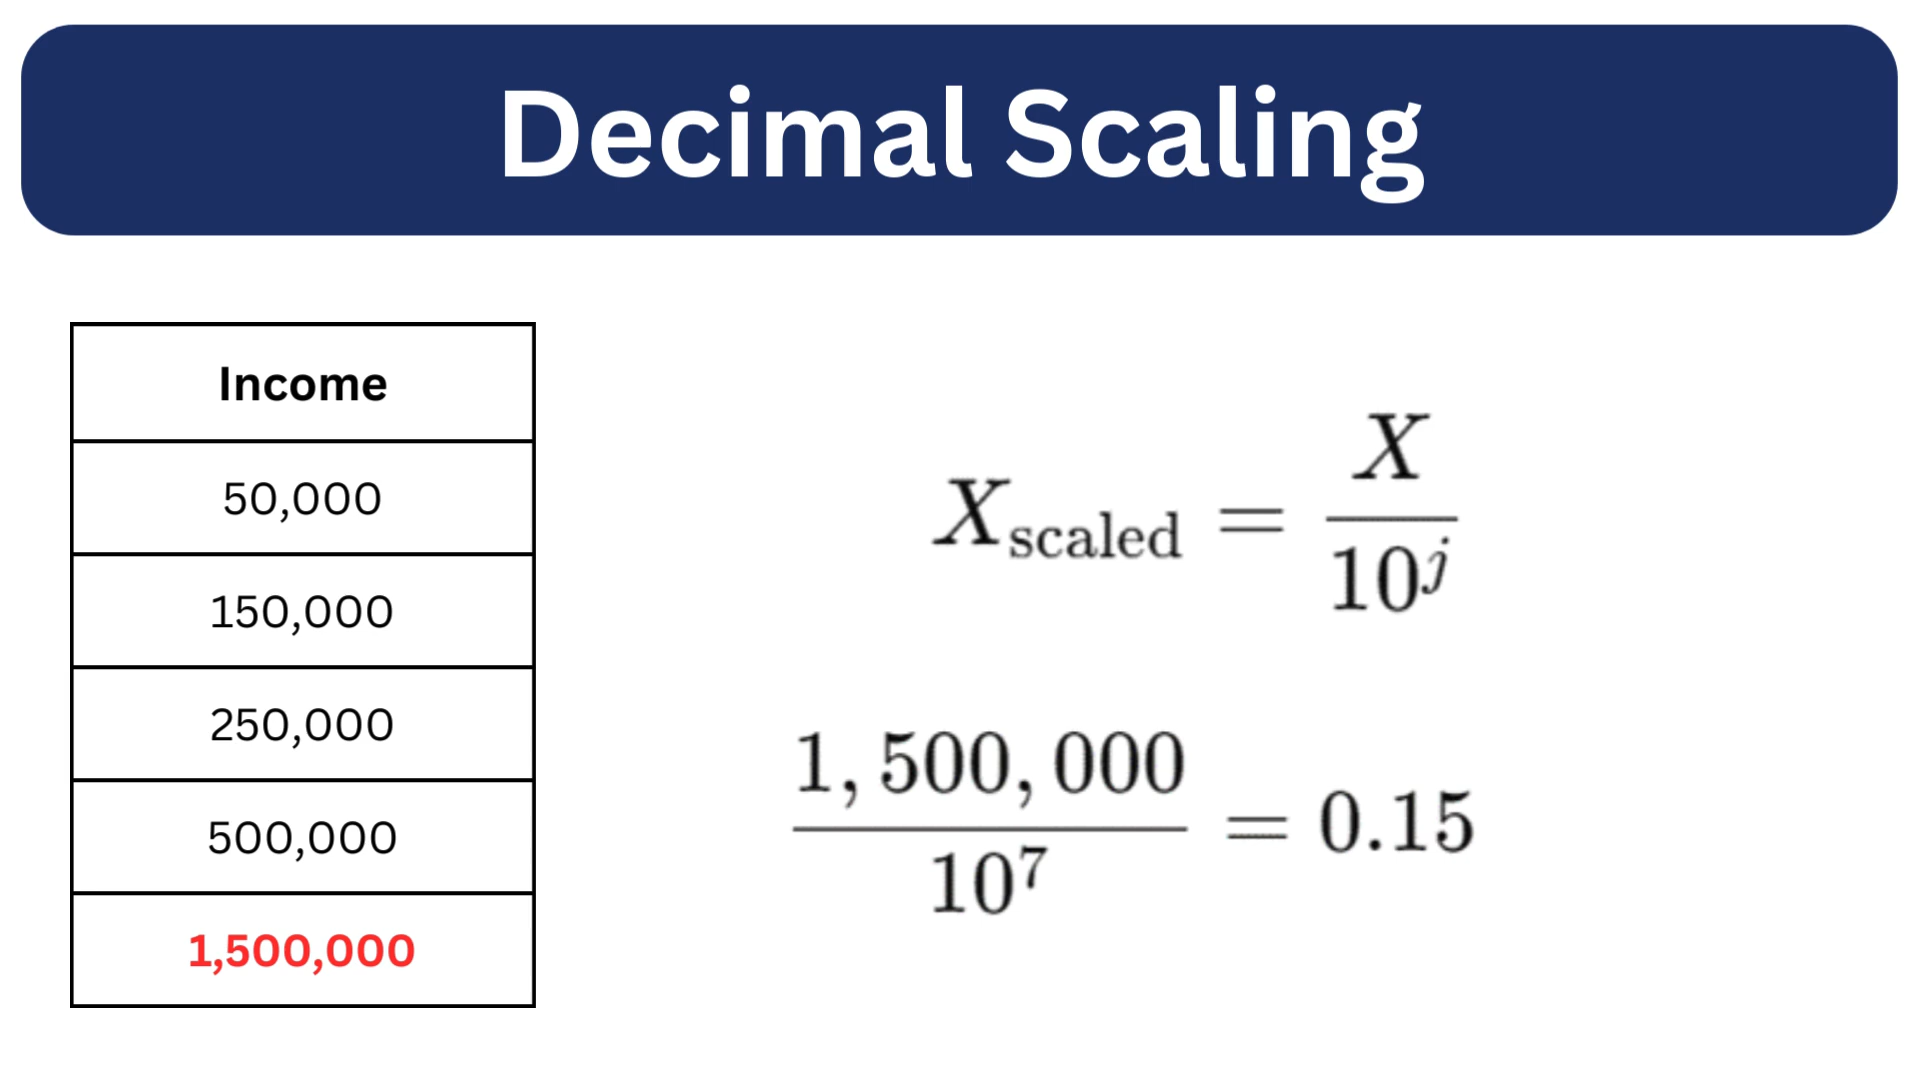 Decimal Scaling
Income
50,000
150,000
250,000
500,000
1,500,000
X_scaled = X / 10^j
1,500,000 / 10^7 = 0.15